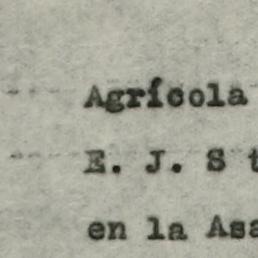 Agrícola
E. J. S t
en la Asa